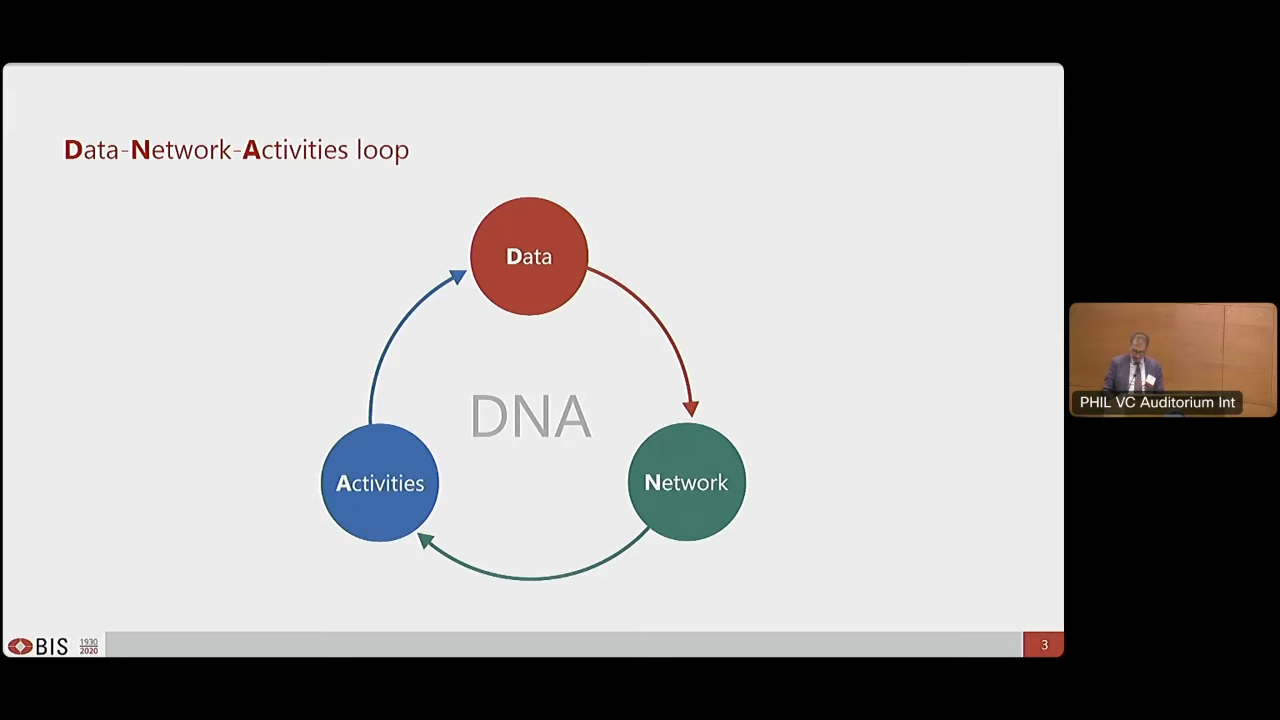 Data-Network-Activities loop
Data
DNA
Activities
Network
BIS
1930
2020
3
PHIL VC Auditorium Int